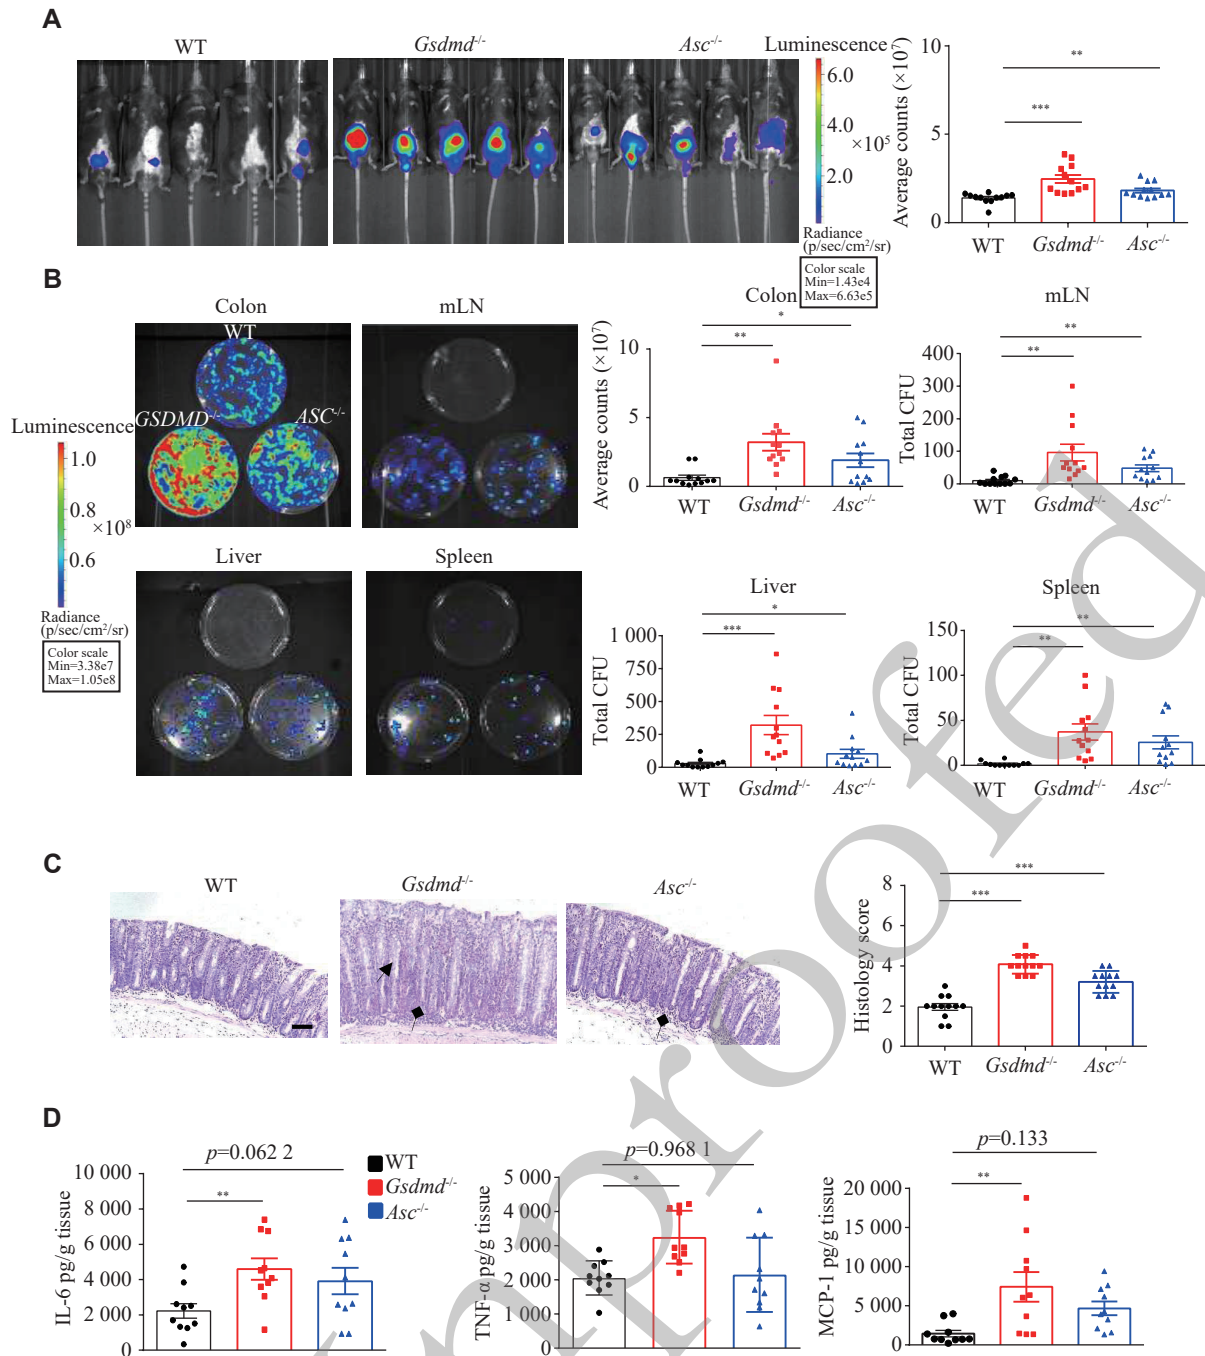 A
WT
Gsdmd-/-
Asc-/-
Luminescence
6.0
4.0
×10⁵
2.0
Radiance
(p/sec/cm²/sr)
Color scale
Min=1.43e4
Max=6.63e5
Average counts (×10⁷)
10
5
0
**
***
WT
Gsdmd-/-
Asc-/-
B
Colon
WT
GSDMD-/-
ASC-/-
mLN
Luminescence
1.0
0.8
×10⁸
0.6
Radiance
(p/sec/cm²/sr)
Color scale
Min=3.38e7
Max=1.05e8
Liver
Spleen
Colon
Average counts (×10⁷)
10
5
0
*
**
WT
Gsdmd-/-
Asc-/-
mLN
Total CFU
400
300
200
100
0
**
**
WT
Gsdmd-/-
Asc-/-
Liver
Total CFU
1 000
750
500
250
0
*
***
WT
Gsdmd-/-
Asc-/-
Spleen
Total CFU
150
100
50
0
**
**
WT
Gsdmd-/-
Asc-/-
C
WT
Gsdmd-/-
Asc-/-
Histology score
8
6
4
2
0
***
***
WT
Gsdmd-/-
Asc-/-
D
IL-6 pg/g tissue
10 000
8 000
6 000
4 000
2 000
0
p=0.062 2
**
WT
Gsdmd-/-
Asc-/-
TNF-α pg/g tissue
5 000
4 000
3 000
2 000
1 000
0
p=0.968 1
*
MCP-1 pg/g tissue
20 000
15 000
10 000
5 000
0
p=0.133
**